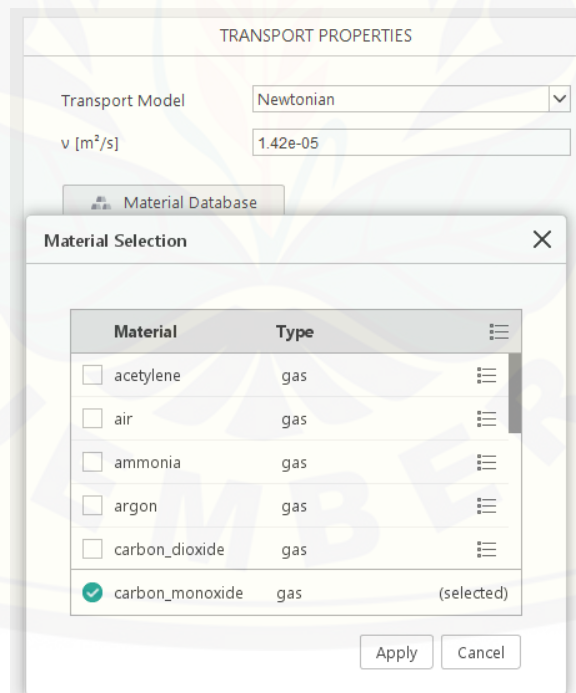 TRANSPORT PROPERTIES
Transport Model Newtonian
ν [m²/s] 1.42e-05
Material Database
Material Selection
Material Type
acetylene gas
air gas
ammonia gas
argon gas
carbon_dioxide gas
carbon_monoxide gas (selected)
Apply Cancel